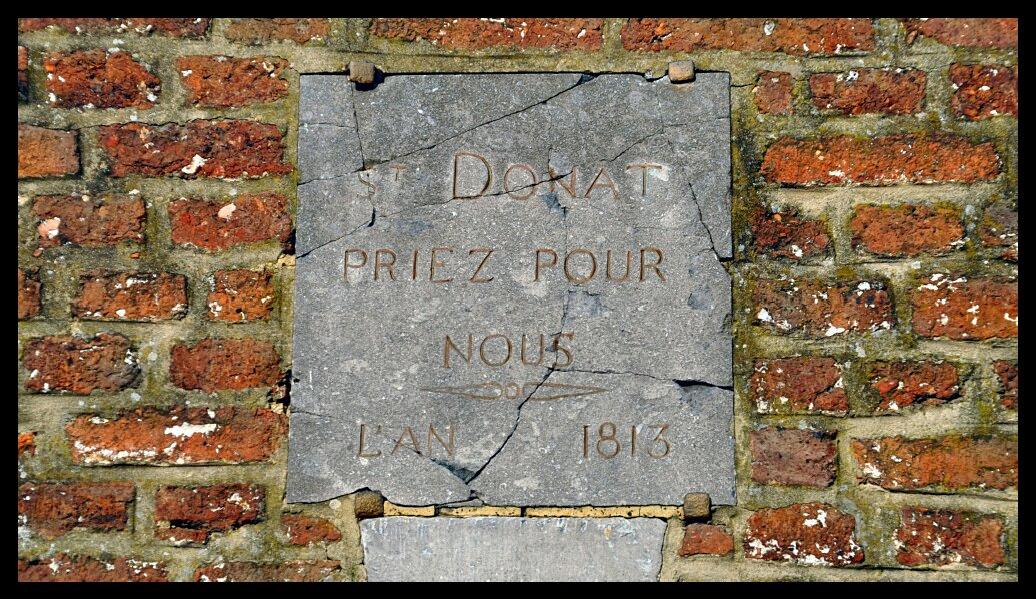 ST DONAT
PRIEZ POUR
NOUS
L'AN 1813